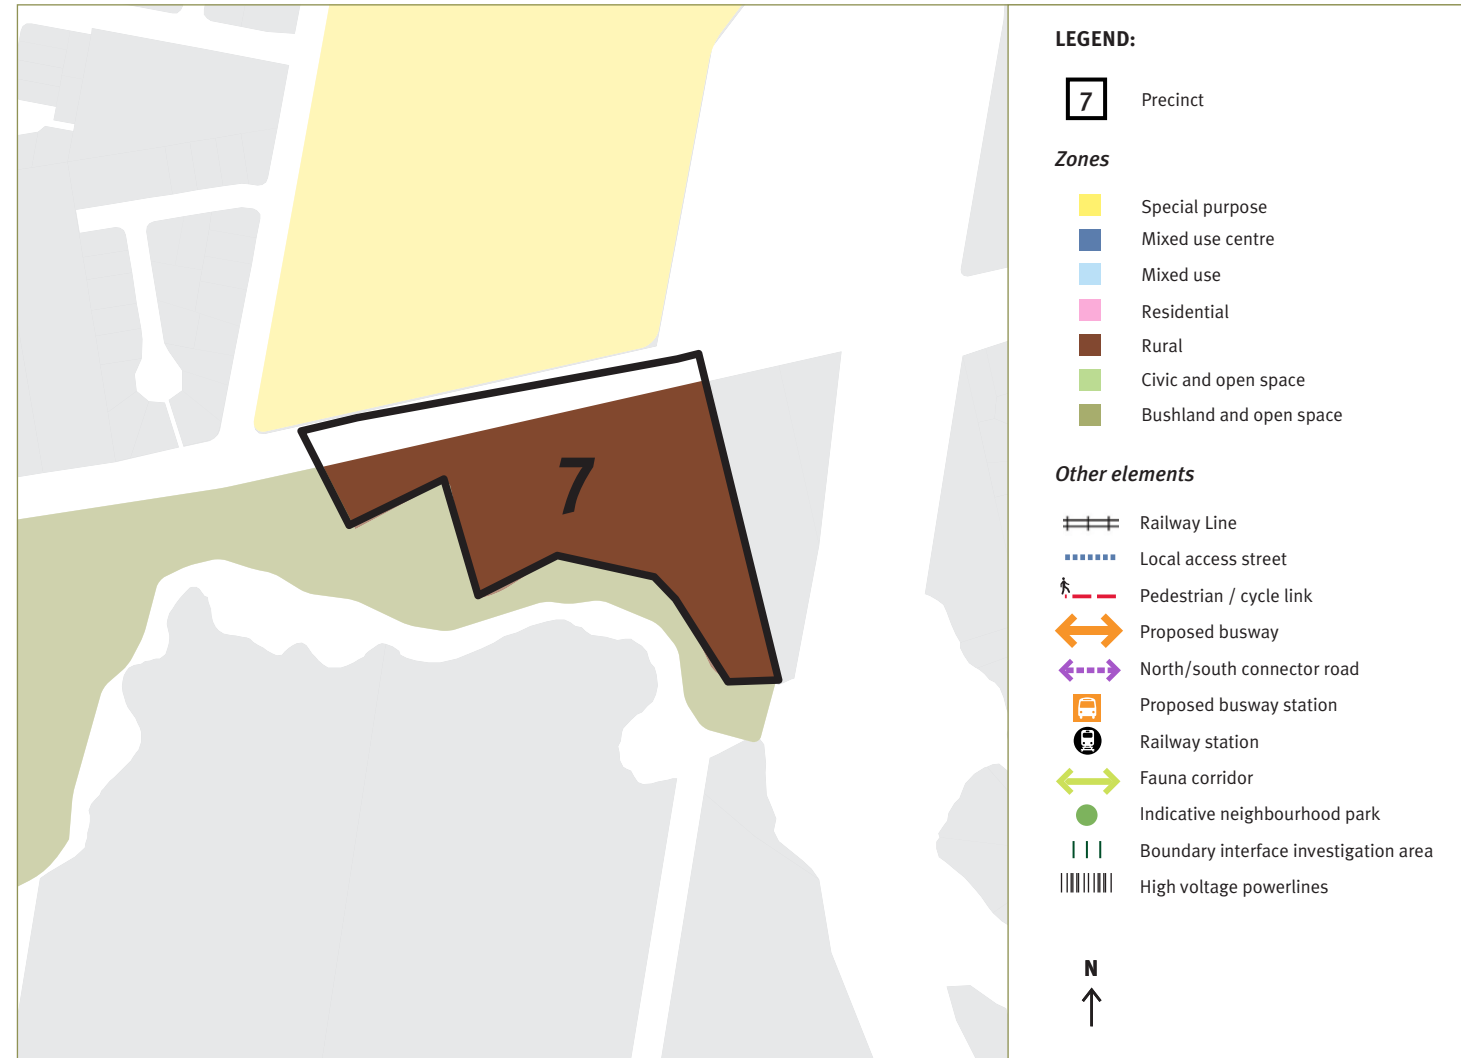 7
LEGEND:
7
Precinct
Zones
Special purpose
Mixed use centre
Mixed use
Residential
Rural
Civic and open space
Bushland and open space
Other elements
Railway Line
Local access street
Pedestrian / cycle link
Proposed busway
North/south connector road
Proposed busway station
Railway station
Fauna corridor
Indicative neighbourhood park
Boundary interface investigation area
High voltage powerlines
N